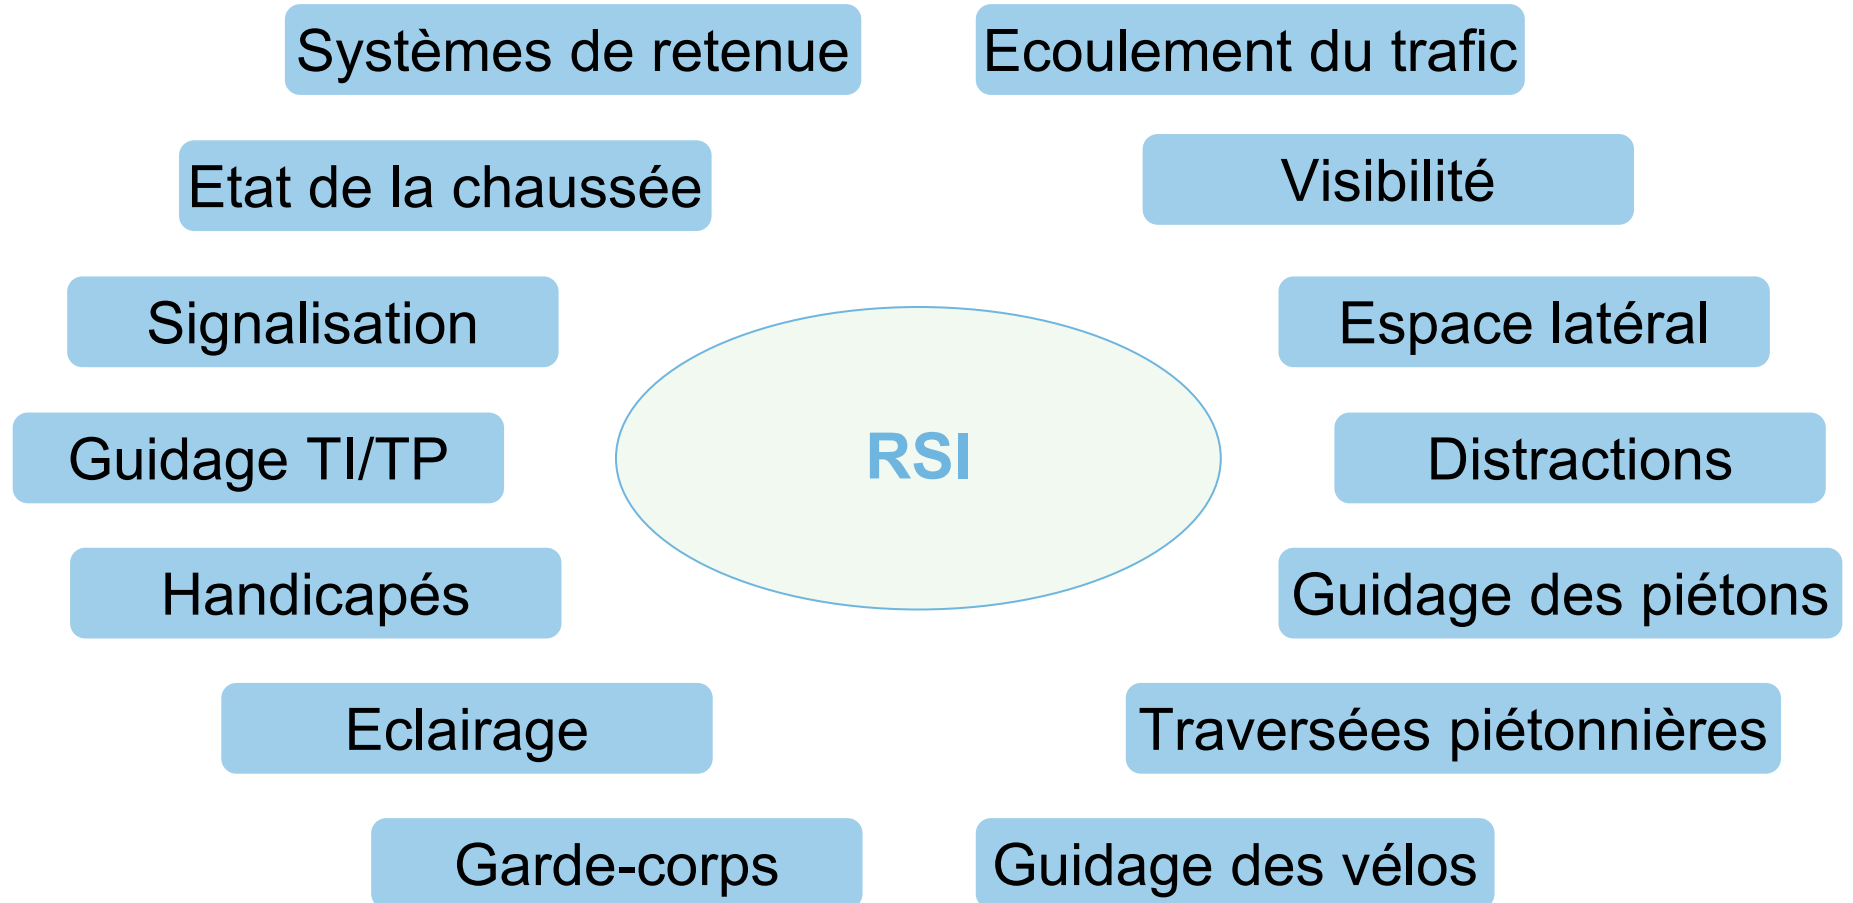 Systèmes de retenue
Ecoulement du trafic
Etat de la chaussée
Visibilité
Signalisation
Espace latéral
Guidage TI/TP
RSI
Distractions
Handicapés
Guidage des piétons
Eclairage
Traversées piétonnières
Garde-corps
Guidage des vélos